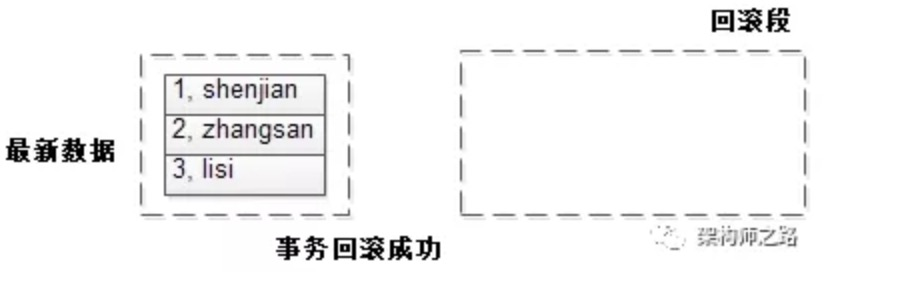 回滚段
1, shenjian
2, zhangsan
最新数据
3, lisi
事务回滚成功
架构师之路